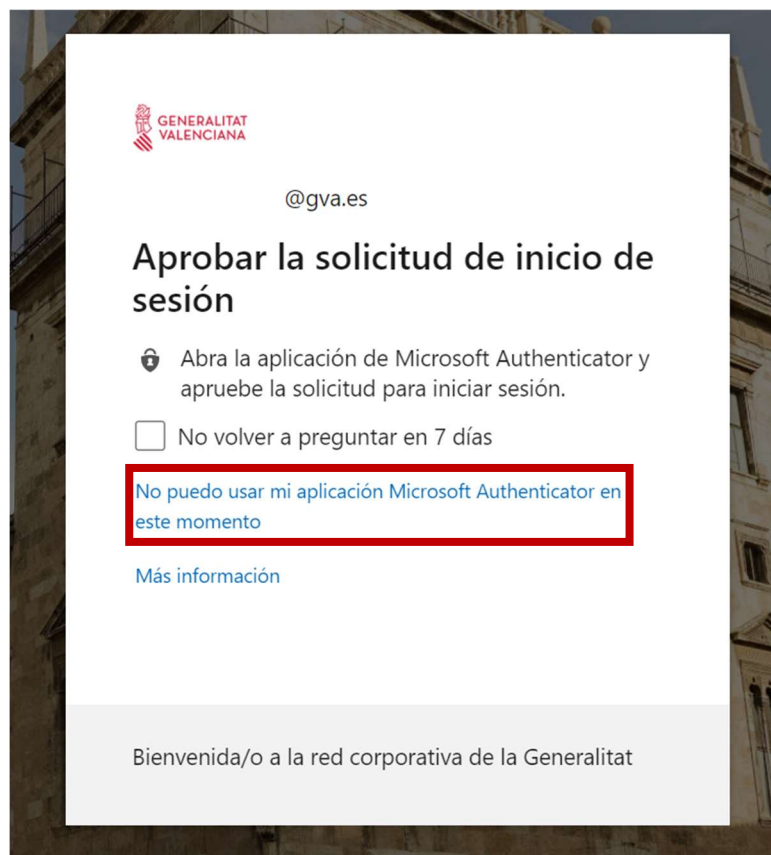 GENERALITAT
VALENCIANA
@gva.es
Aprobar la solicitud de inicio de
sesión
Abra la aplicación de Microsoft Authenticator y
apruebe la solicitud para iniciar sesión.
No volver a preguntar en 7 días
No puedo usar mi aplicación Microsoft Authenticator en
este momento
Más información
Bienvenida/o a la red corporativa de la Generalitat